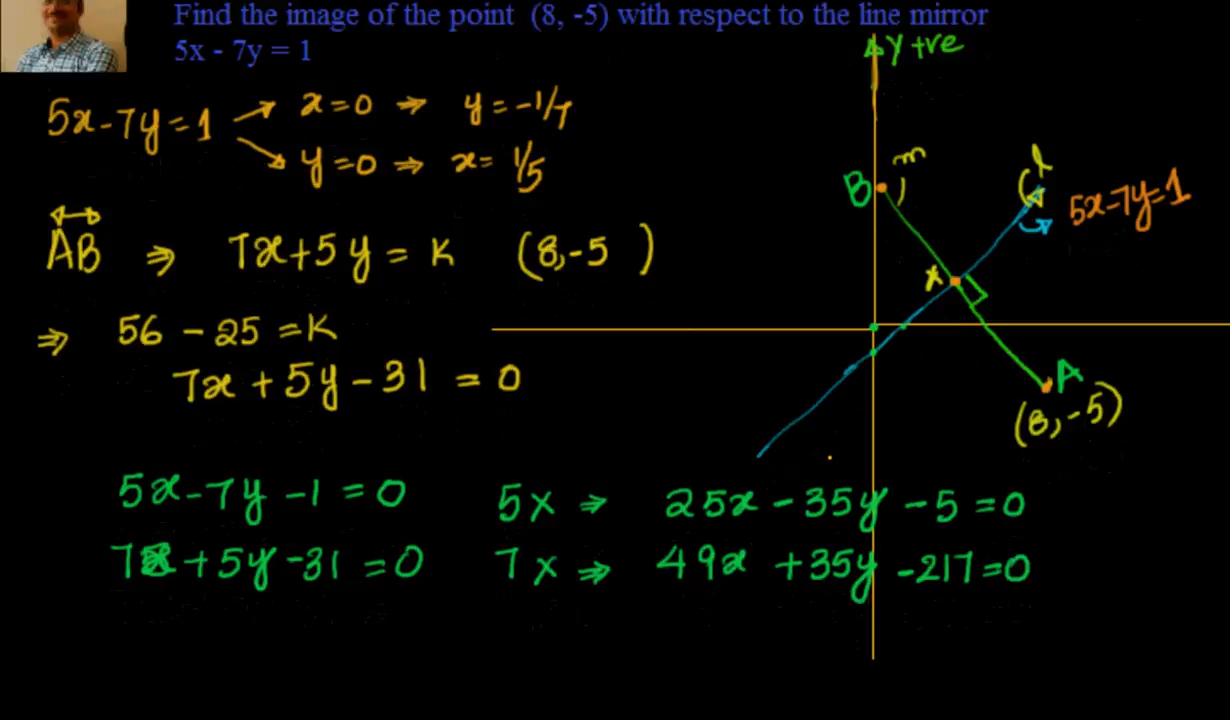 Find the image of the point (8, -5) with respect to the line mirror
5x - 7y = 1
Y +ve
5x-7y=1 → x=0 ⇒ y = -1/7
→ y=0 ⇒ x= 1/5
m
l
B
5x-7y=1
AB ⇒ 7x+5y = K (8,-5 )
x
⇒ 56 - 25 = K
7x + 5y - 31 = 0
A
(8,-5)
5x-7y -1 = 0 5x ⇒ 25x - 35y - 5 = 0
7x +5y -31 = 0 7x ⇒ 49x +35y -217=0